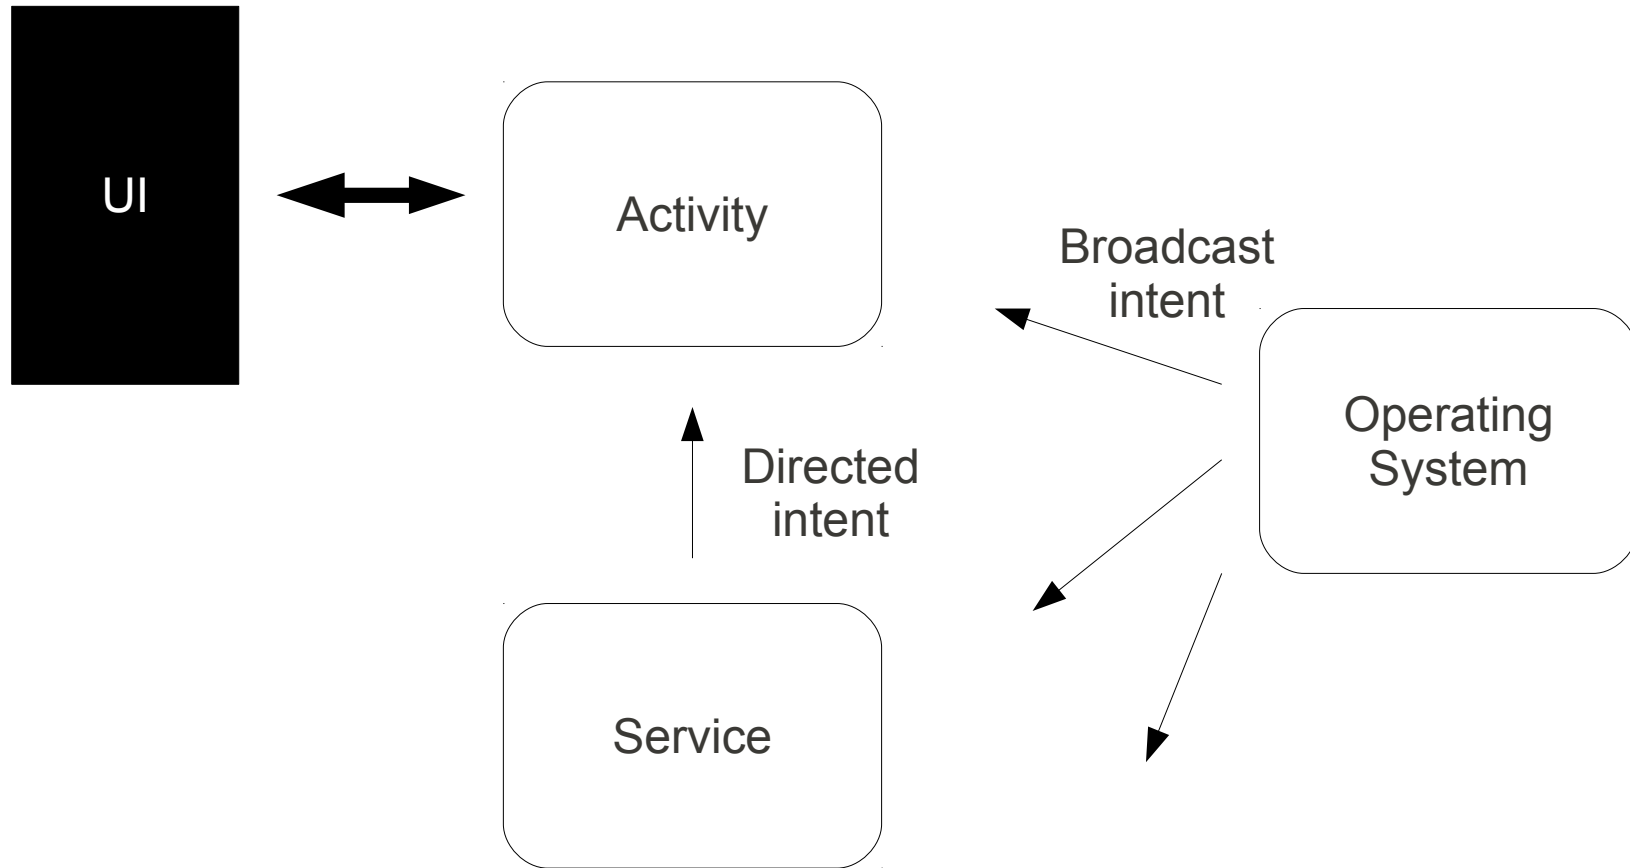 UI
Activity
Broadcast
intent
Operating
System
Directed
intent
Service